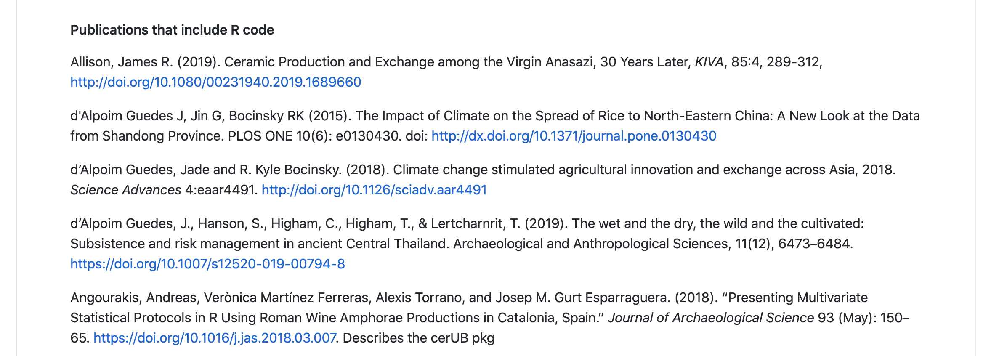 Publications that include R code
Allison, James R. (2019). Ceramic Production and Exchange among the Virgin Anasazi, 30 Years Later, KIVA, 85:4, 289-312,
http://doi.org/10.1080/00231940.2019.1689660
d'Alpoim Guedes J, Jin G, Bocinsky RK (2015). The Impact of Climate on the Spread of Rice to North-Eastern China: A New Look at the Data
from Shandong Province. PLOS ONE 10(6): e0130430. doi: http://dx.doi.org/10.1371/journal.pone.0130430
d’Alpoim Guedes, Jade and R. Kyle Bocinsky. (2018). Climate change stimulated agricultural innovation and exchange across Asia, 2018.
Science Advances 4:eaar4491. http://doi.org/10.1126/sciadv.aar4491
d’Alpoim Guedes, J., Hanson, S., Higham, C., Higham, T., & Lertcharnrit, T. (2019). The wet and the dry, the wild and the cultivated:
Subsistence and risk management in ancient Central Thailand. Archaeological and Anthropological Sciences, 11(12), 6473–6484.
https://doi.org/10.1007/s12520-019-00794-8
Angourakis, Andreas, Verònica Martínez Ferreras, Alexis Torrano, and Josep M. Gurt Esparraguera. (2018). “Presenting Multivariate
Statistical Protocols in R Using Roman Wine Amphorae Productions in Catalonia, Spain.” Journal of Archaeological Science 93 (May): 150–
65. https://doi.org/10.1016/j.jas.2018.03.007. Describes the cerUB pkg